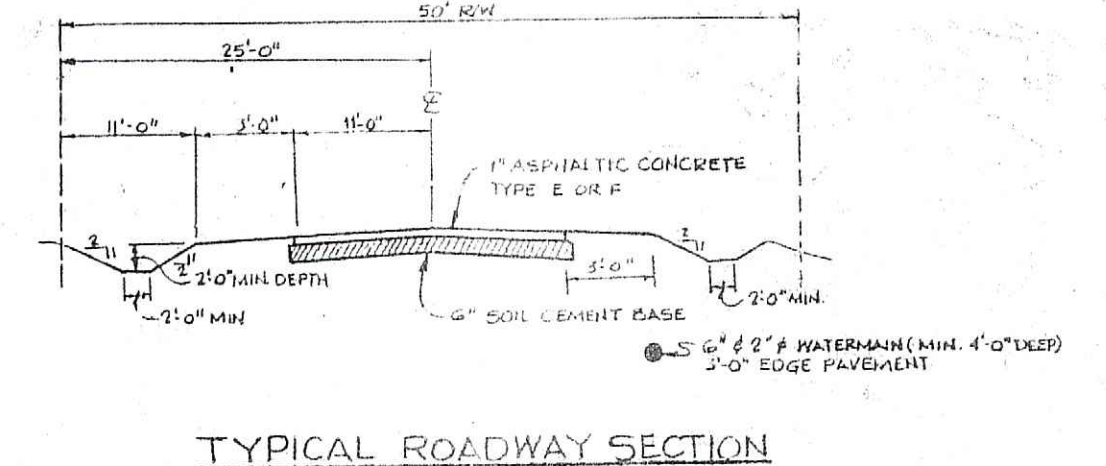 50' R/W
25'-0"
℄
11'-0" 3'-0" 11'-0"
1" ASPHALTIC CONCRETE
TYPE E OR F
2 1
2 1
2'-0" MIN. DEPTH
2'-0" MIN
6" SOIL CEMENT BASE
3'-0"
2 1
2'-0" MIN.
6" & 2" ϕ WATERMAIN (MIN. 4'-0" DEEP)
3'-0" EDGE PAVEMENT
TYPICAL ROADWAY SECTION